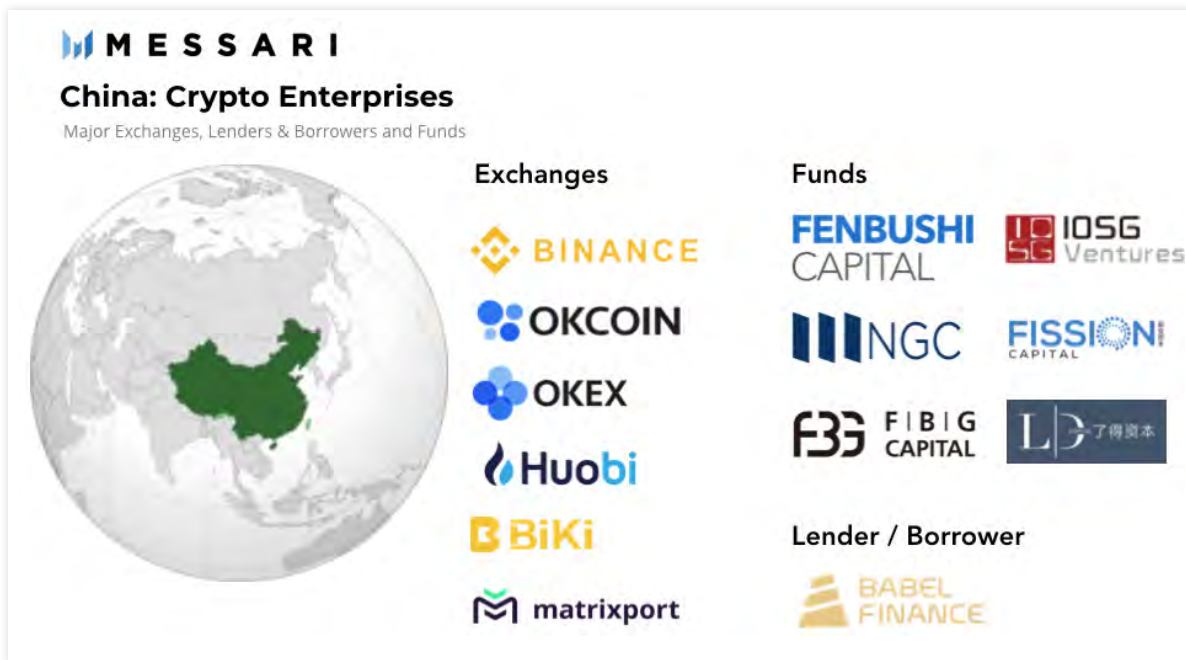 MESSARI
China: Crypto Enterprises
Major Exchanges, Lenders & Borrowers and Funds
Exchanges
BINANCE
OKCOIN
OKEX
Huobi
BiKi
matrixport
Funds
FENBUSHI
CAPITAL
IOSG
Ventures
NGC
FISSION
CAPITAL
FBG
F|B|G
CAPITAL
LD
了得资本
Lender / Borrower
BABEL
FINANCE